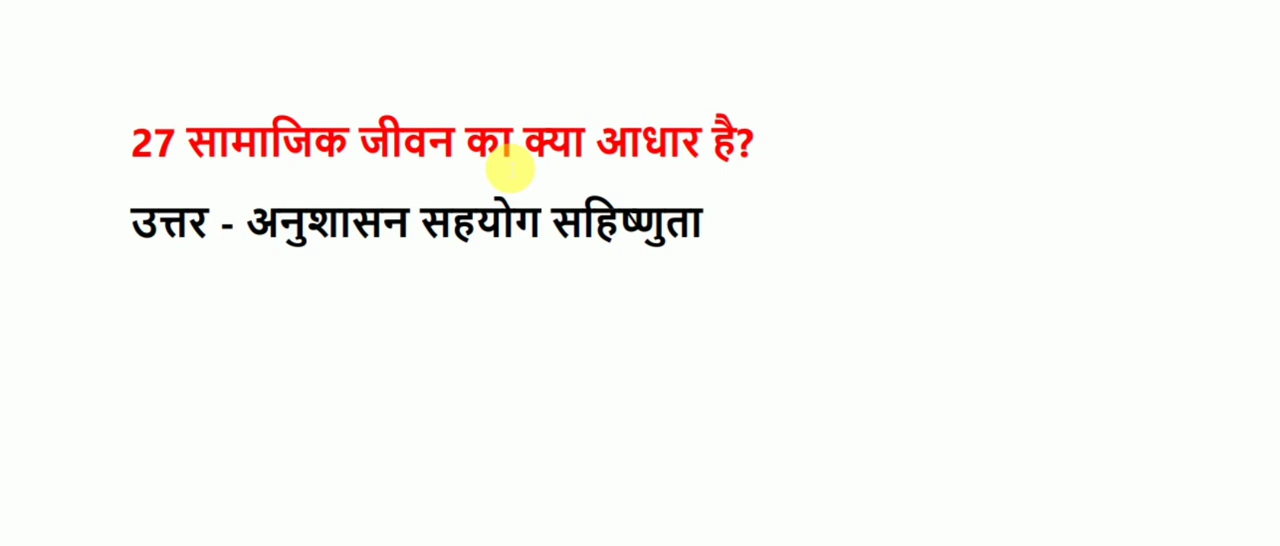 27 सामाजिक जीवन का क्या आधार है?
उत्तर - अनुशासन सहयोग सहिष्णुता